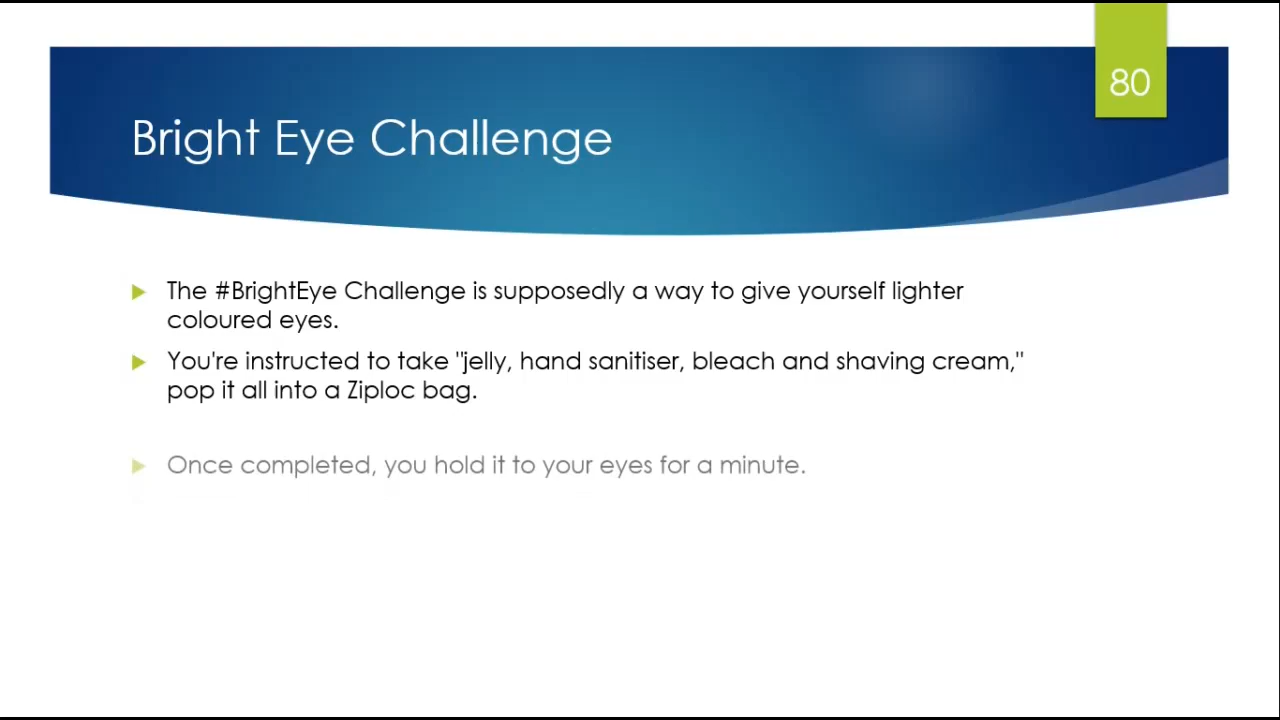 80
Bright Eye Challenge
The #BrightEye Challenge is supposedly a way to give yourself lighter
coloured eyes.
You're instructed to take "jelly, hand sanitiser, bleach and shaving cream,"
pop it all into a Ziploc bag.
Once completed, you hold it to your eyes for a minute.